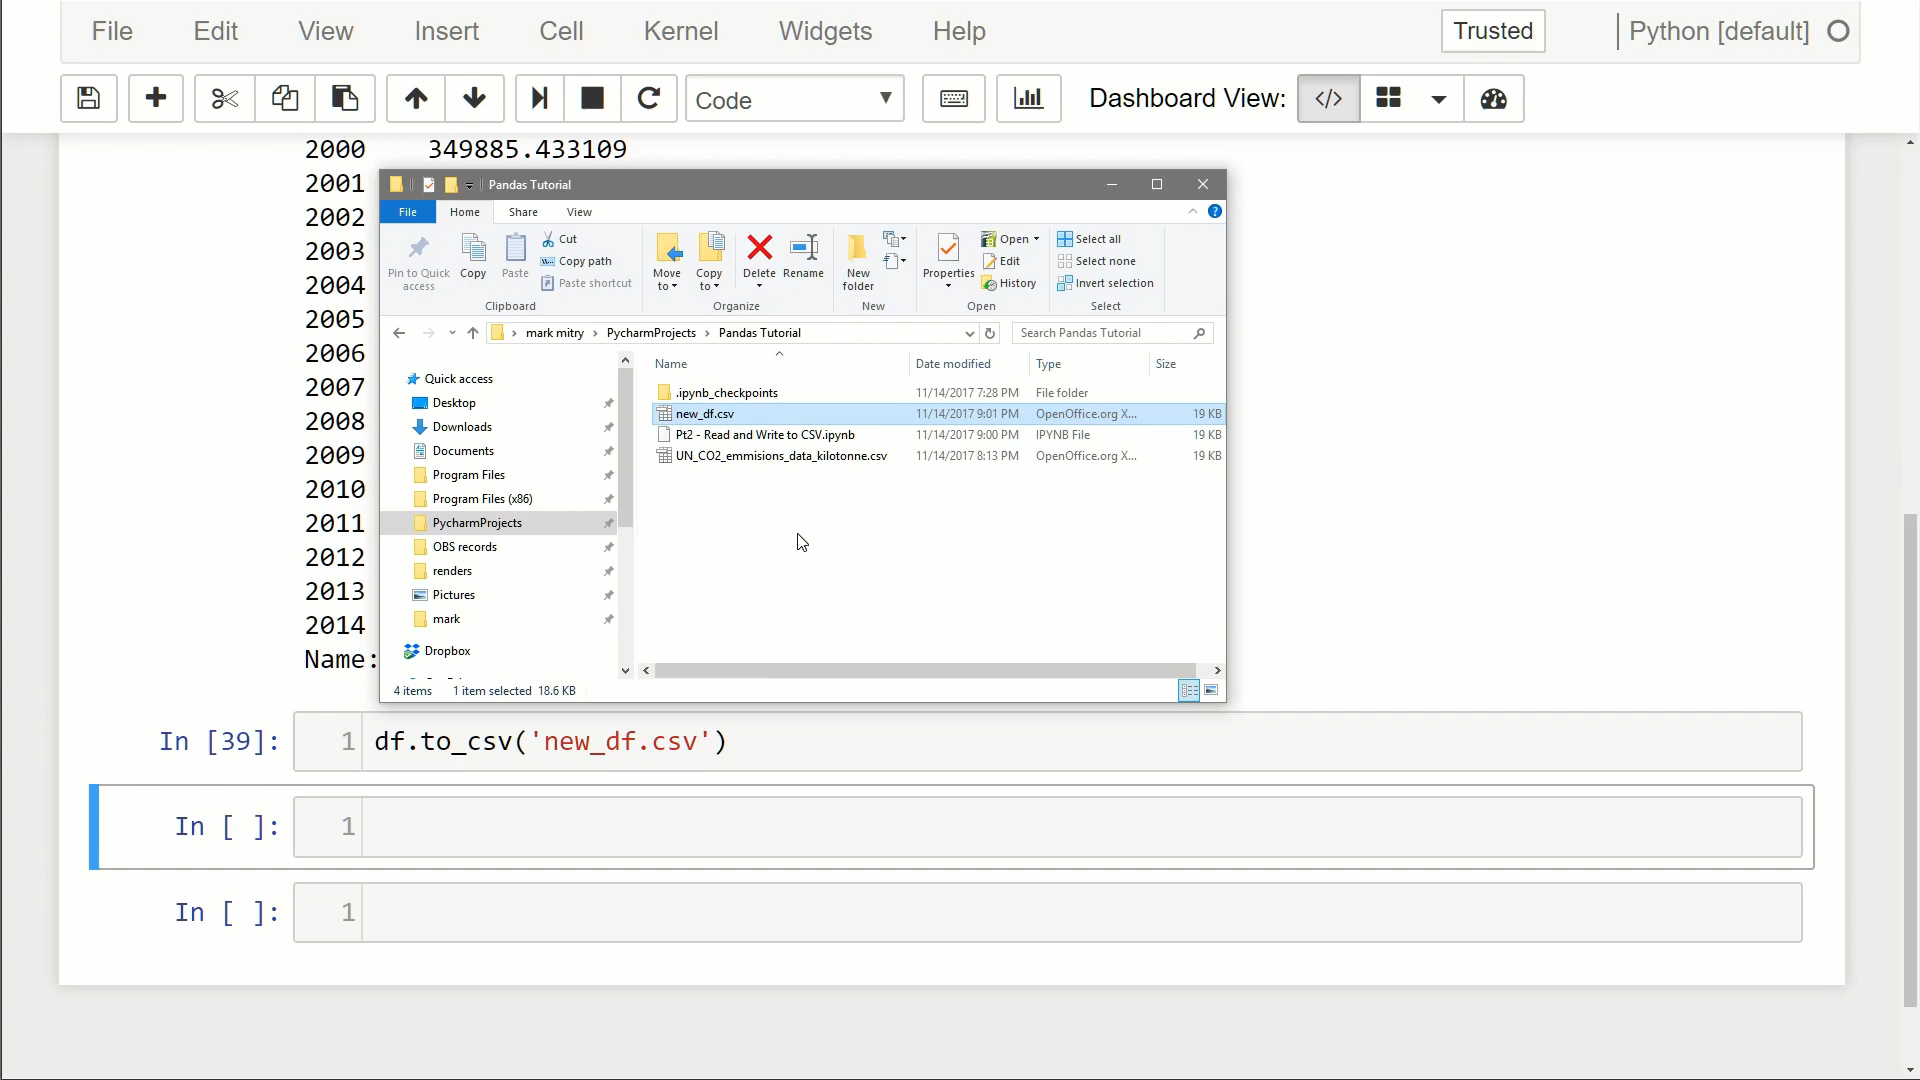 File Edit View Insert Cell Kernel Widgets Help Trusted Python [default]
Code Dashboard View: </>
2000 349885.433109
2001
2002
2003
2004
2005
2006
2007
2008
2009
2010
2011
2012
2013
2014
Name:
Pandas Tutorial
File Home Share View
Pin to Quick access
Copy
Paste
Cut
Copy path
Paste shortcut
Clipboard
Move to
Copy to
Delete
Rename
Organize
New folder
New
Properties
Open
Edit
History
Open
Select all
Select none
Invert selection
Select
mark mitry > PycharmProjects > Pandas Tutorial
Search Pandas Tutorial
Quick access
Desktop
Downloads
Documents
Program Files
Program Files (x86)
PycharmProjects
OBS records
renders
Pictures
mark
Dropbox
Name Date modified Type Size
.ipynb_checkpoints 11/14/2017 7:28 PM File folder
new_df.csv 11/14/2017 9:01 PM OpenOffice.org X... 19 KB
Pt2 - Read and Write to CSV.ipynb 11/14/2017 9:00 PM IPYNB File 19 KB
UN_CO2_emmisions_data_kilotonne.csv 11/14/2017 8:13 PM OpenOffice.org X... 19 KB
4 items 1 item selected 18.6 KB
In [39]: 1 df.to_csv('new_df.csv')
In [ ]: 1
In [ ]: 1